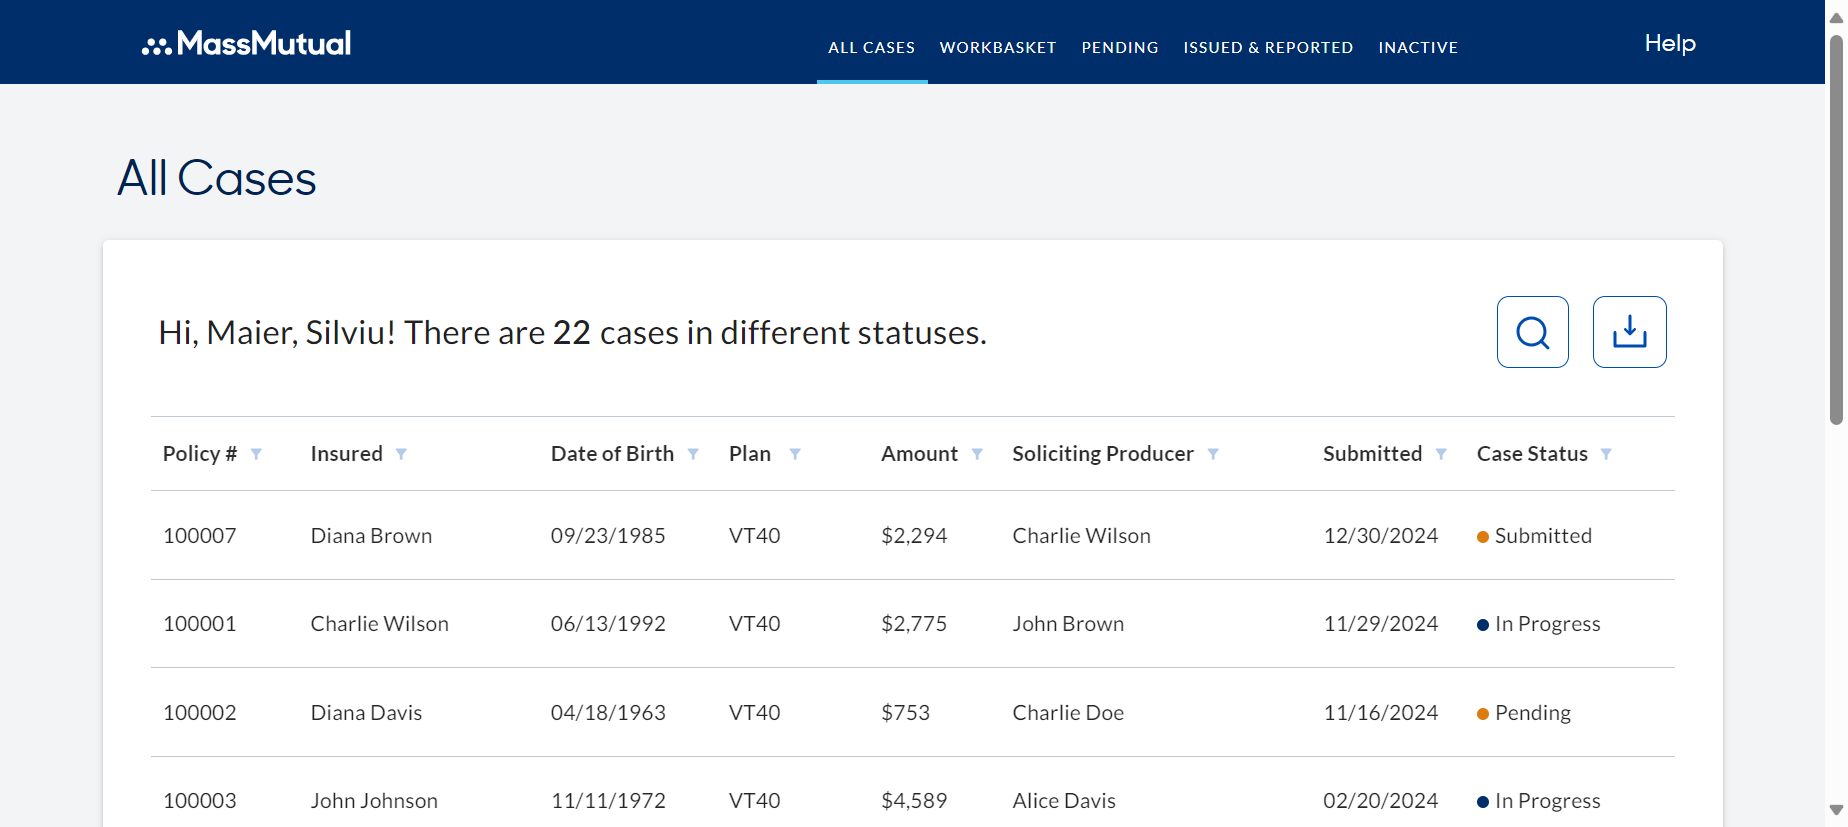 MassMutual
ALL CASES WORKBASKET PENDING ISSUED & REPORTED INACTIVE Help
All Cases
Hi, Maier, Silviu! There are 22 cases in different statuses.
Policy # Insured Date of Birth Plan Amount Soliciting Producer Submitted Case Status
100007 Diana Brown 09/23/1985 VT40 $2,294 Charlie Wilson 12/30/2024 Submitted
100001 Charlie Wilson 06/13/1992 VT40 $2,775 John Brown 11/29/2024 In Progress
100002 Diana Davis 04/18/1963 VT40 $753 Charlie Doe 11/16/2024 Pending
100003 John Johnson 11/11/1972 VT40 $4,589 Alice Davis 02/20/2024 In Progress